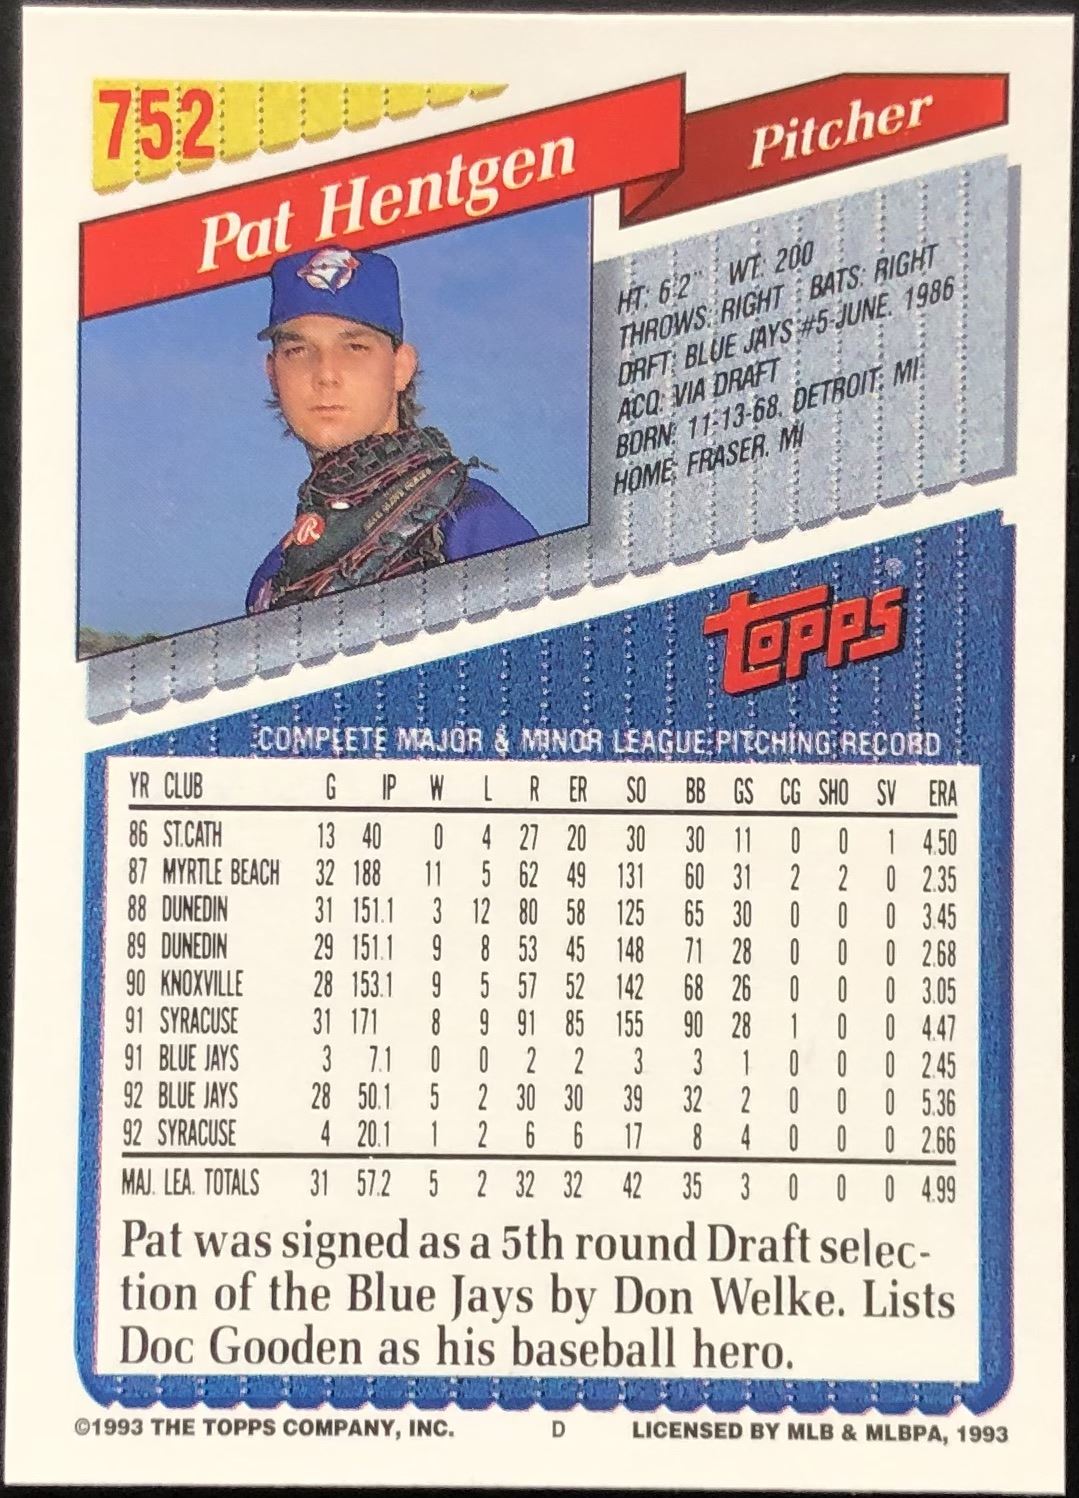 752
Pat Hentgen
Pitcher
HT: 6'2" WT: 200
THROWS: RIGHT BATS: RIGHT
DRFT: BLUE JAYS #5-JUNE, 1986
ACQ: VIA DRAFT
BORN: 11-13-68, DETROIT, MI
HOME: FRASER, MI
R
TOPPS
COMPLETE MAJOR & MINOR LEAGUE PITCHING RECORD
YR CLUB G IP W L R ER SO BB GS CG SHO SV ERA
86 ST.CATH 13 40 0 4 27 20 30 30 11 0 0 1 4.50
87 MYRTLE BEACH 32 188 11 5 62 49 131 60 31 2 2 0 2.35
88 DUNEDIN 31 151.1 3 12 80 58 125 65 30 0 0 0 3.45
89 DUNEDIN 29 151.1 9 8 53 45 148 71 28 0 0 0 2.68
90 KNOXVILLE 28 153.1 9 5 57 52 142 68 26 0 0 0 3.05
91 SYRACUSE 31 171 8 9 91 85 155 90 28 1 0 0 4.47
91 BLUE JAYS 3 7.1 0 0 2 2 3 3 1 0 0 0 2.45
92 BLUE JAYS 28 50.1 5 2 30 30 39 32 2 0 0 0 5.36
92 SYRACUSE 4 20.1 1 2 6 6 17 8 4 0 0 0 2.66
MAJ. LEA. TOTALS 31 57.2 5 2 32 32 42 35 3 0 0 0 4.99
Pat was signed as a 5th round Draft selec-
tion of the Blue Jays by Don Welke. Lists
Doc Gooden as his baseball hero.
©1993 THE TOPPS COMPANY, INC. D LICENSED BY MLB & MLBPA, 1993